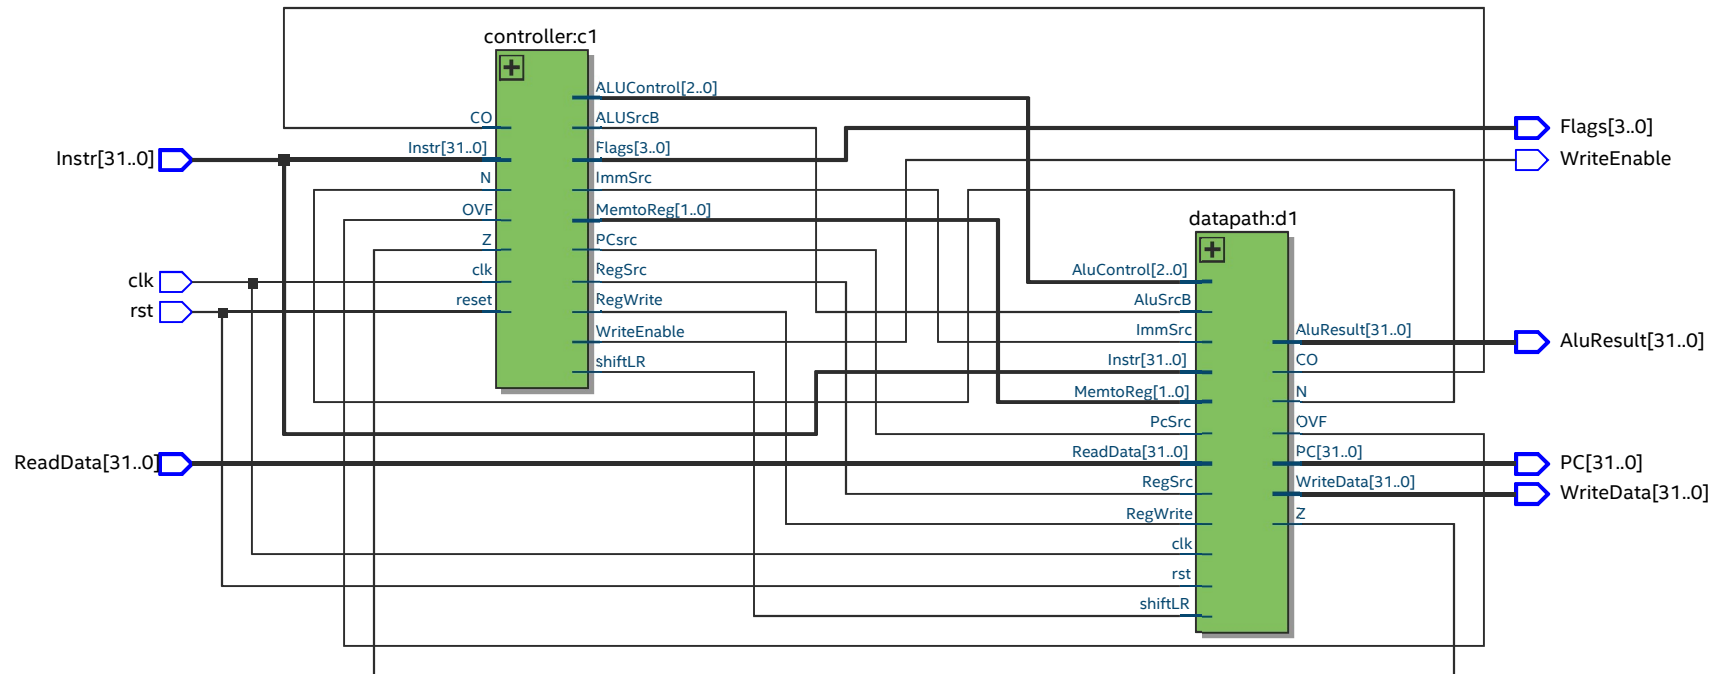 controller:c1
ALUControl[2..0]
CO
ALUSrcB
Instr[31..0]
Instr[31..0]
Flags[3..0]
Flags[3..0]
WriteEnable
N
ImmSrc
OVF
MemtoReg[1..0]
Z
PCsrc
clk
clk
RegSrc
rst
reset
RegWrite
WriteEnable
shiftLR
datapath:d1
AluControl[2..0]
AluSrcB
ImmSrc
AluResult[31..0]
AluResult[31..0]
Instr[31..0]
CO
MemtoReg[1..0]
N
PcSrc
OVF
ReadData[31..0]
ReadData[31..0]
PC[31..0]
PC[31..0]
RegSrc
WriteData[31..0]
WriteData[31..0]
RegWrite
Z
clk
rst
shiftLR